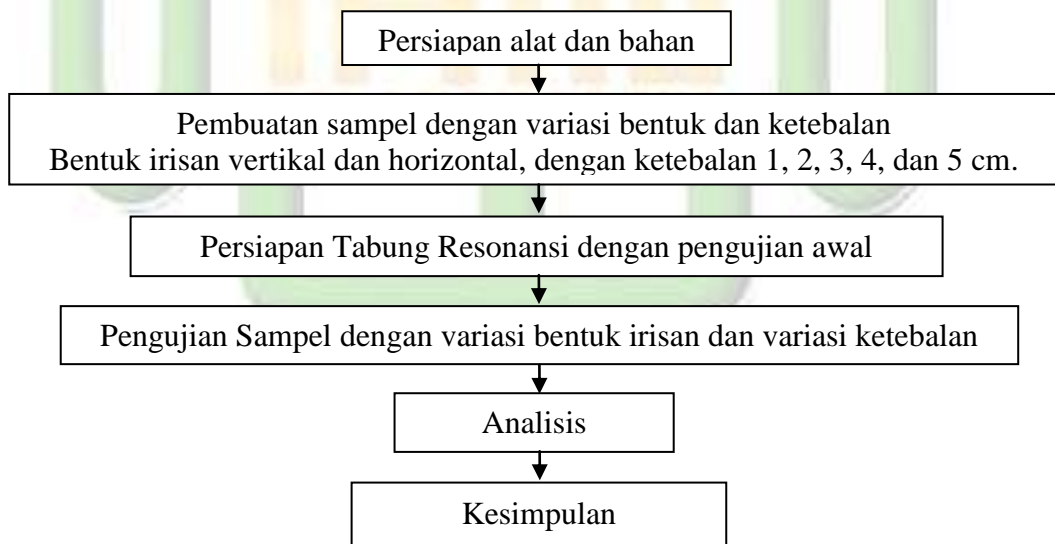 Persiapan alat dan bahan
Pembuatan sampel dengan variasi bentuk dan ketebalan
Bentuk irisan vertikal dan horizontal, dengan ketebalan 1, 2, 3, 4, dan 5 cm.
Persiapan Tabung Resonansi dengan pengujian awal
Pengujian Sampel dengan variasi bentuk irisan dan variasi ketebalan
Analisis
Kesimpulan